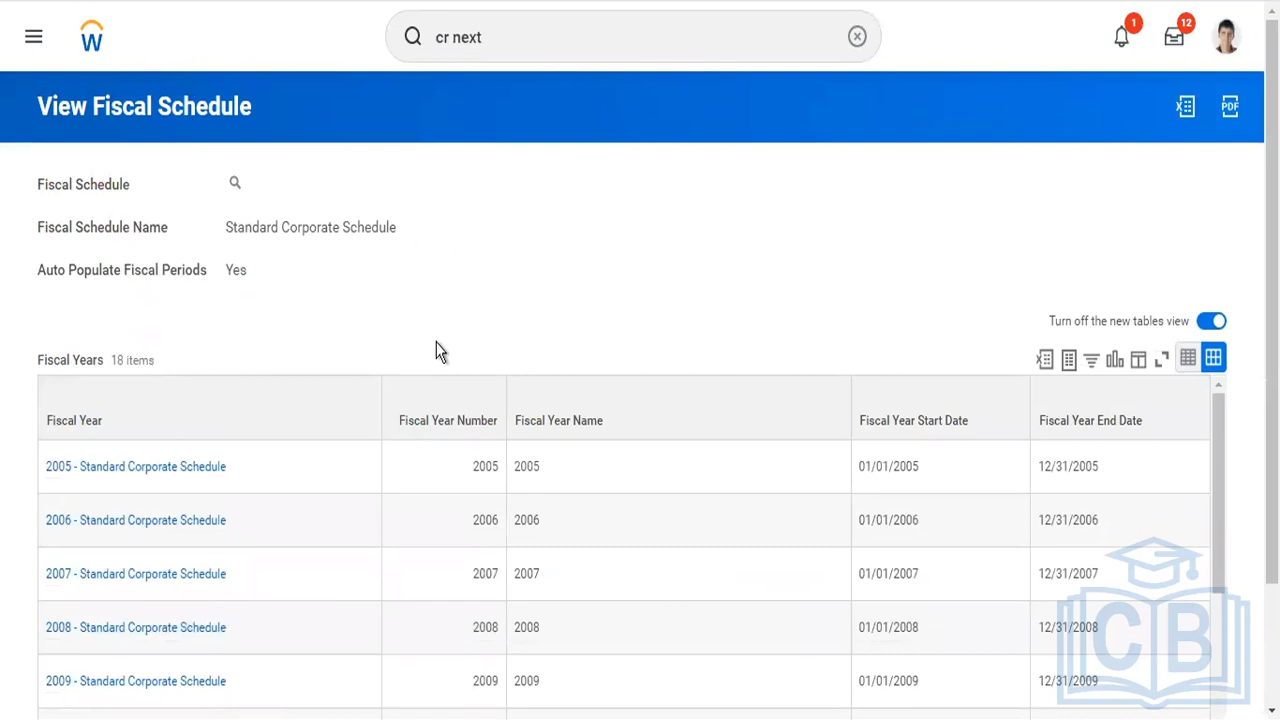 W
cr next
1
12
View Fiscal Schedule
PDF
Fiscal Schedule
Fiscal Schedule Name Standard Corporate Schedule
Auto Populate Fiscal Periods Yes
Turn off the new tables view
Fiscal Years 18 items
Fiscal Year Fiscal Year Number Fiscal Year Name Fiscal Year Start Date Fiscal Year End Date
2005 - Standard Corporate Schedule 2005 2005 01/01/2005 12/31/2005
2006 - Standard Corporate Schedule 2006 2006 01/01/2006 12/31/2006
2007 - Standard Corporate Schedule 2007 2007 01/01/2007 12/31/2007
2008 - Standard Corporate Schedule 2008 2008 01/01/2008 12/31/2008
2009 - Standard Corporate Schedule 2009 2009 01/01/2009 12/31/2009
CB